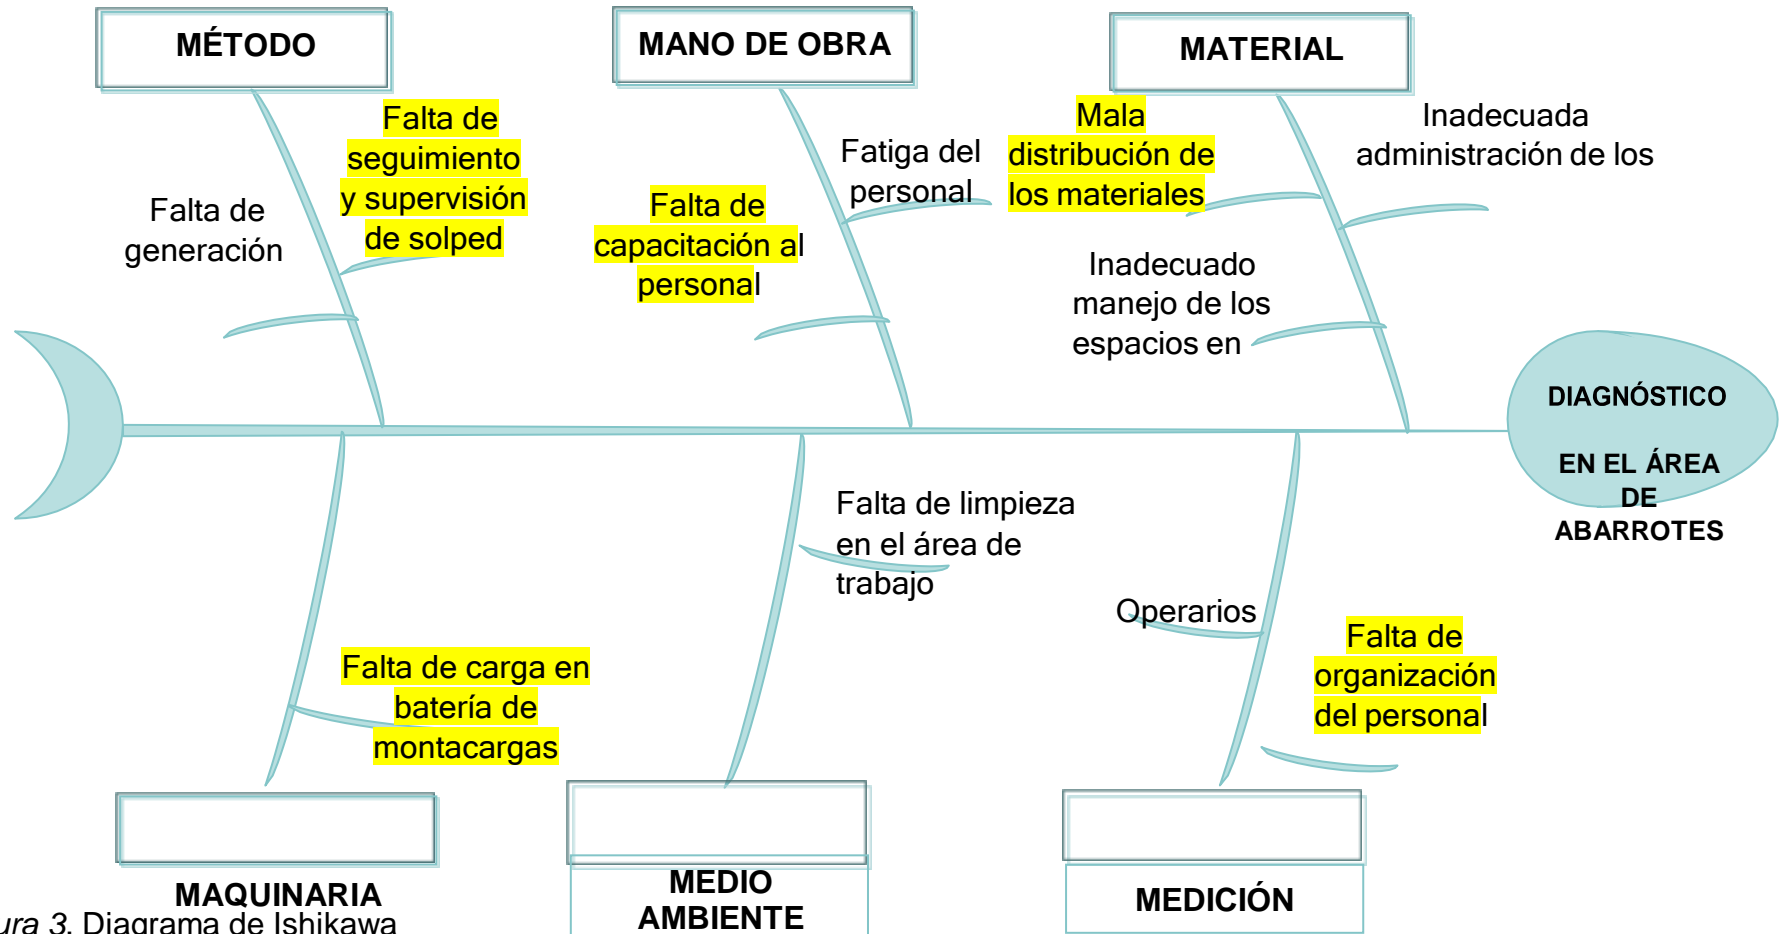 MÉTODO
MANO DE OBRA
MATERIAL
Falta de
seguimiento
y supervisión
de solped
Falta de
generación
Fatiga del
personal
Falta de
capacitación al
personal
Mala
distribución de
los materiales
Inadecuada
administración de los
Inadecuado
manejo de los
espacios en
DIAGNÓSTICO
EN EL ÁREA
DE
ABARROTES
Falta de limpieza
en el área de
trabajo
Operarios
Falta de
organización
del personal
Falta de carga en
batería de
montacargas
MAQUINARIA
MEDIO
AMBIENTE
MEDICIÓN
ura 3. Diagrama de Ishikawa